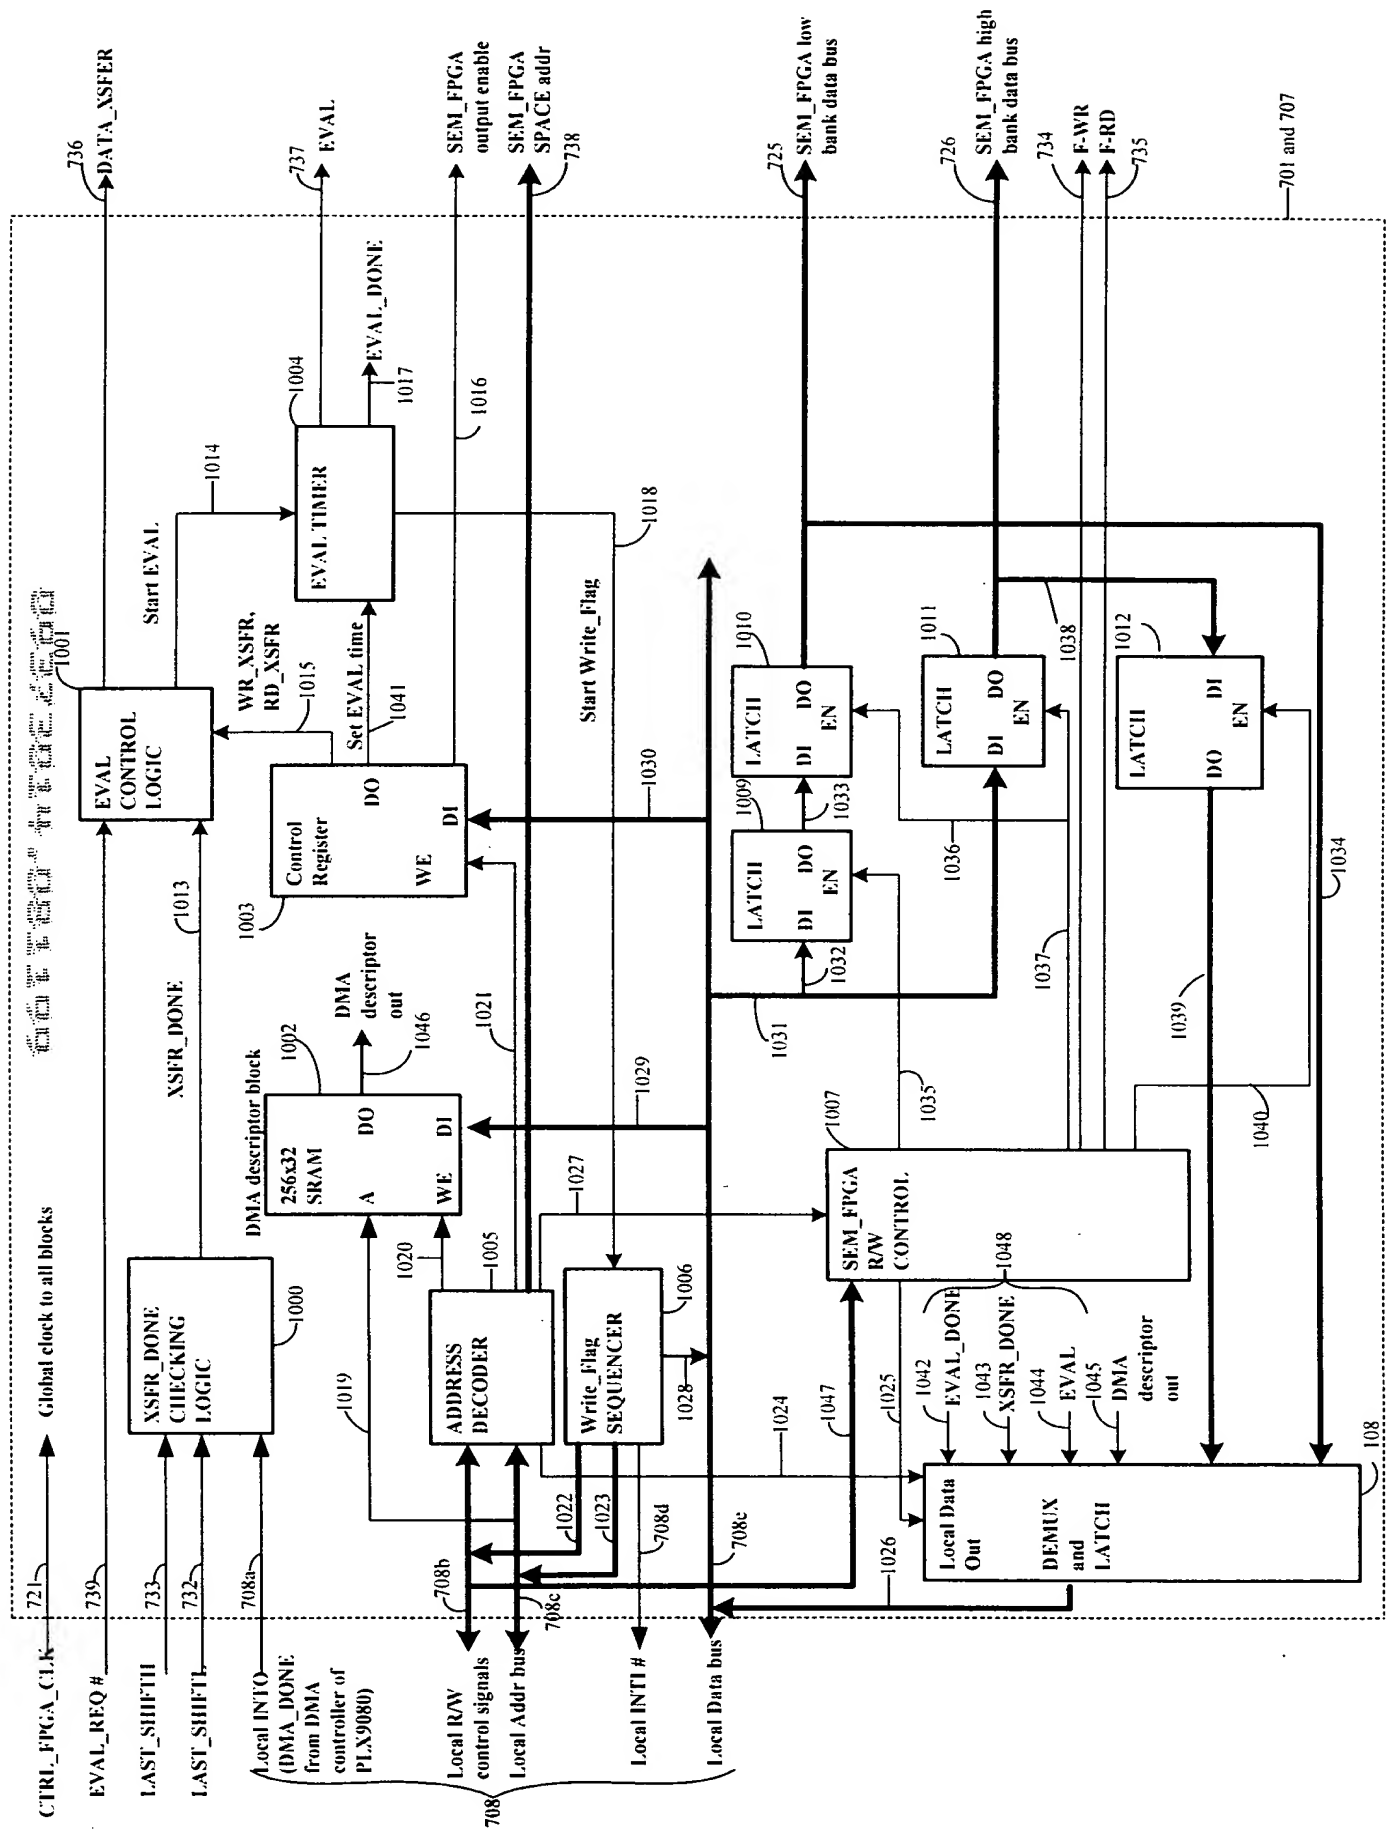 CTRL_FPGA_CLK
721
Global clock to all blocks
EVAL_REQ #
739
LAST_SHIFTH
733
LAST_SHIFTL
732
Local INTO
(DMA_DONE
from DMA
controller of
PLX9080)
708a
708
Local R/W
control signals
708b
Local Addr bus
708c
Local INTI #
708d
Local Data bus
708e
XSFR_DONE
CHECKING
LOGIC
1000
XSFR_DONE
1013
EVAL
CONTROL
LOGIC
1001
736
DATA_XSFER
Start EVAL
1014
WR_XSFR,
RD_XSFR
1015
Set EVAL time
1041
EVAL TIMER
1004
737
EVAL
EVAL_DONE
1017
DMA descriptor block
256x32
SRAM
A
DO
WE
DI
1002
DMA
descriptor
out
1046
1019
1020
1021
1029
Control
Register
DO
WE
DI
1003
1030
1016
SEM_FPGA
output enable
SEM_FPGA
SPACE addr
738
ADDRESS
DECODER
1005
1027
Write_Flag
SEQUENCER
1006
1022
1023
1028
Start Write_Flag
1018
1024
1047
1025
SEM_FPGA
R/W
CONTROL
1007
1035
1031
1032
LATCH
DI
DO
EN
1009
1033
LATCH
DI
DO
EN
1010
1036
1037
LATCH
DI
DO
EN
1011
1038
LATCH
DO
DI
EN
1012
1039
1040
1034
725
SEM_FPGA low
bank data bus
726
SEM_FPGA high
bank data bus
734
F-WR
F-RD
735
701 and 707
1048
1042
EVAL_DONE
1043
XSFR_DONE
1044
EVAL
1045
DMA
descriptor
out
Local Data
Out
DEMUX
and
LATCH
108
1026